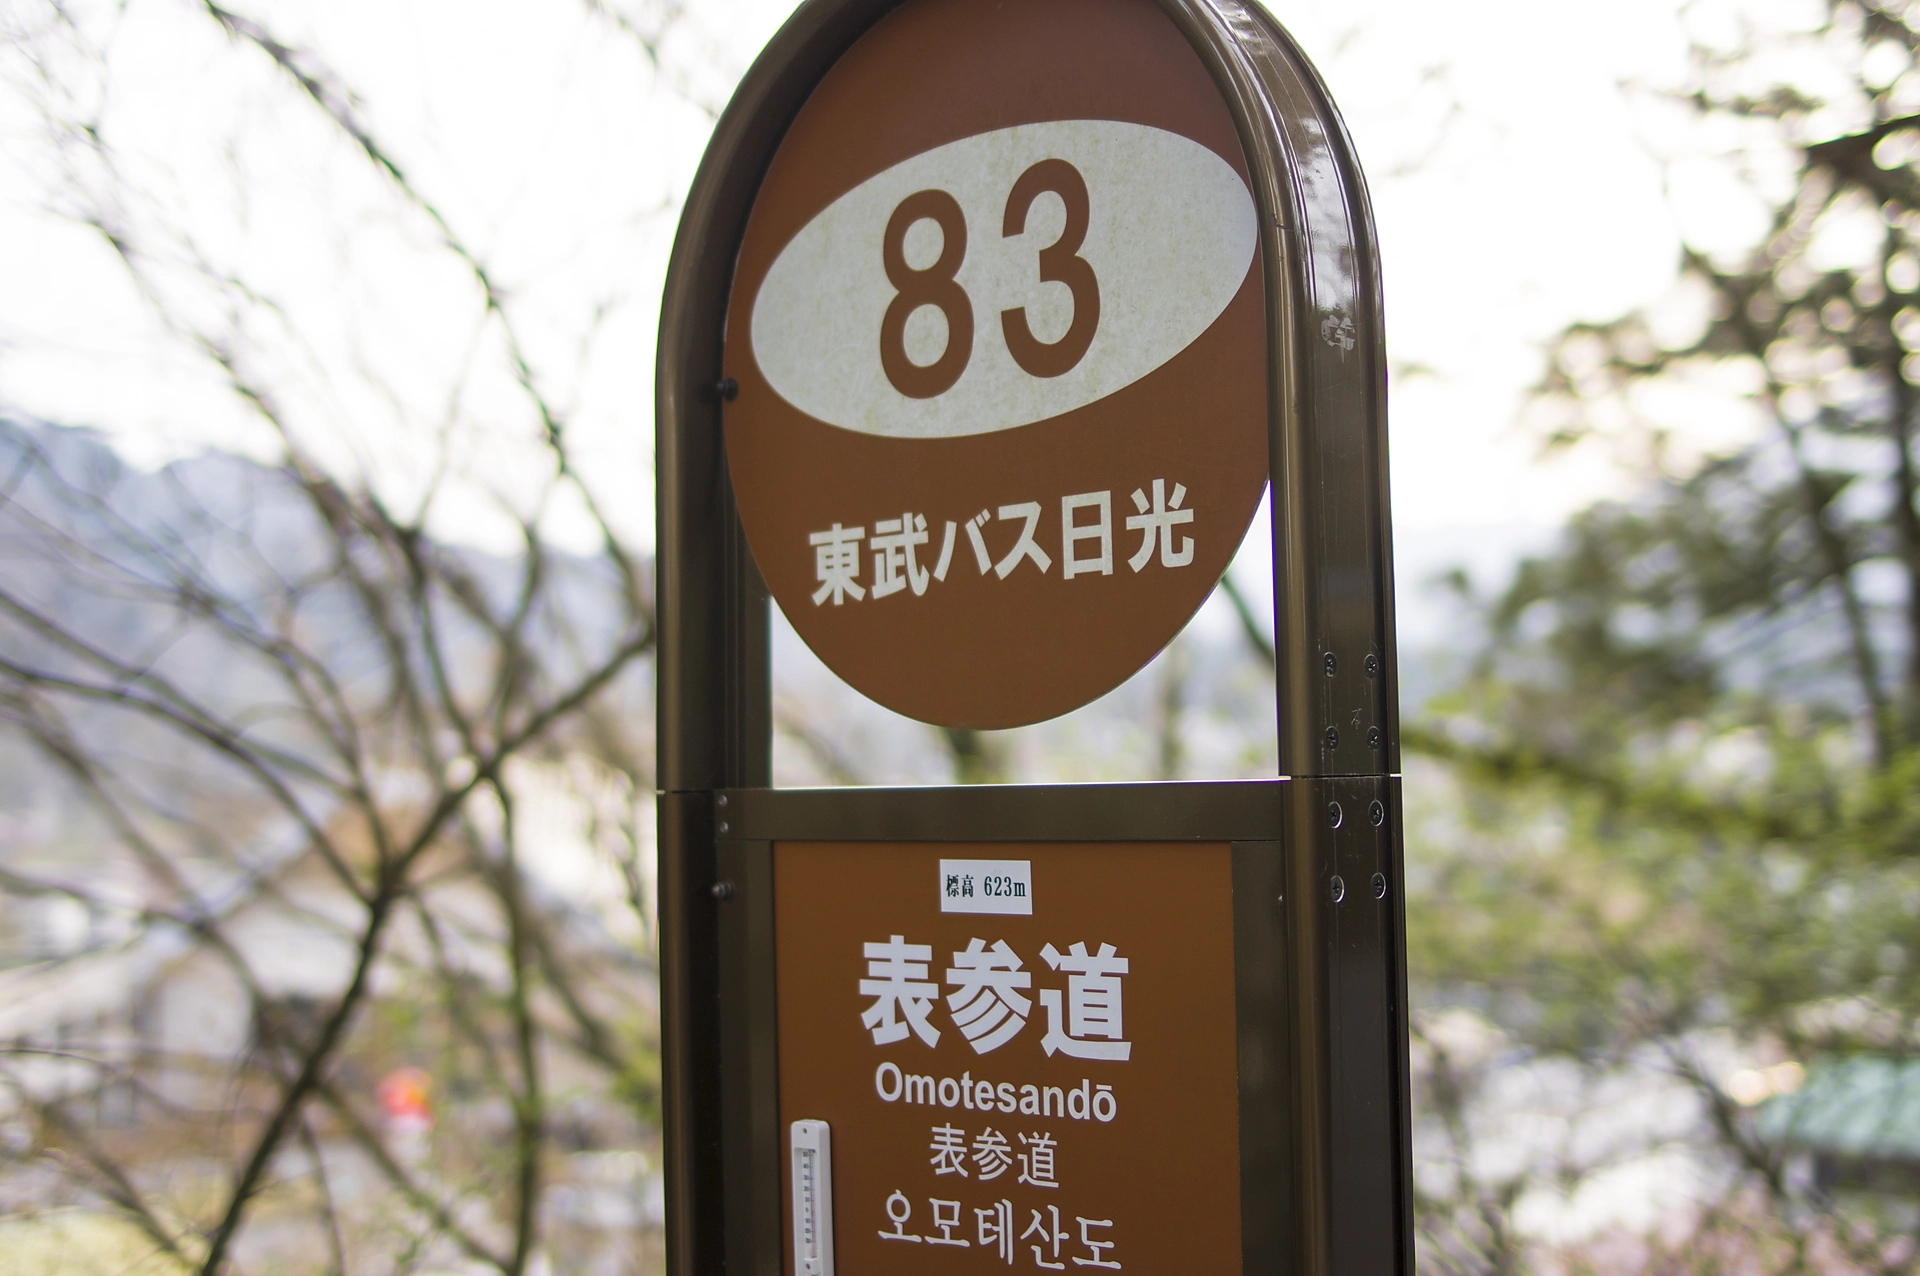 83
東武バス日光
標高 623m
表参道
Omotesandō
表参道
오모테산도